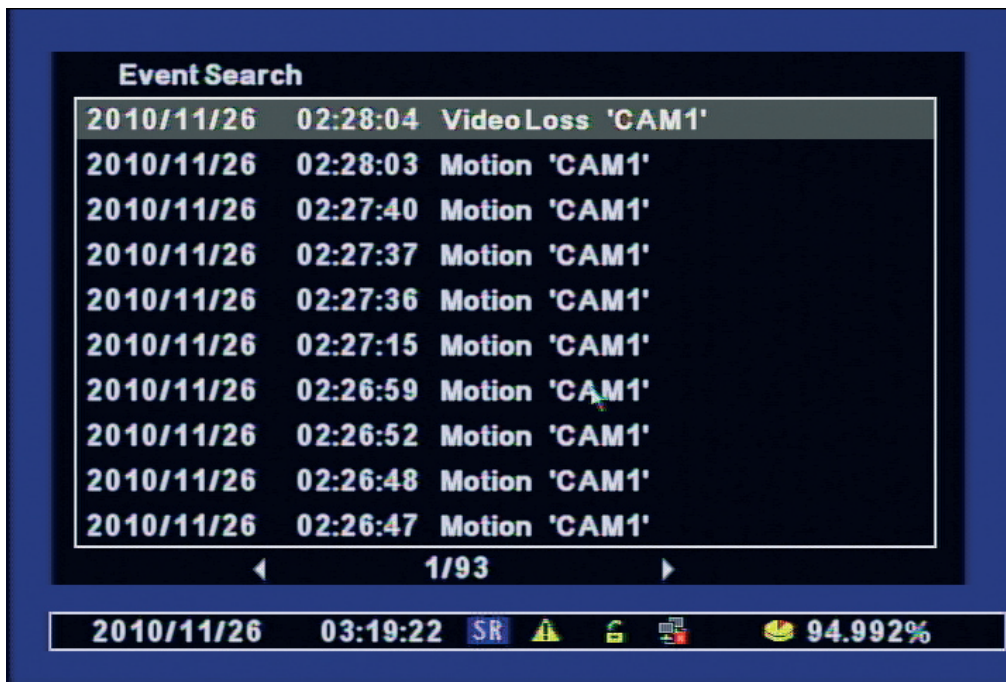 Event Search
2010/11/26 02:28:04 Video Loss 'CAM1'
2010/11/26 02:28:03 Motion 'CAM1'
2010/11/26 02:27:40 Motion 'CAM1'
2010/11/26 02:27:37 Motion 'CAM1'
2010/11/26 02:27:36 Motion 'CAM1'
2010/11/26 02:27:15 Motion 'CAM1'
2010/11/26 02:26:59 Motion 'CAM1'
2010/11/26 02:26:52 Motion 'CAM1'
2010/11/26 02:26:48 Motion 'CAM1'
2010/11/26 02:26:47 Motion 'CAM1'
1/93
2010/11/26 03:19:22 SR 94.992%